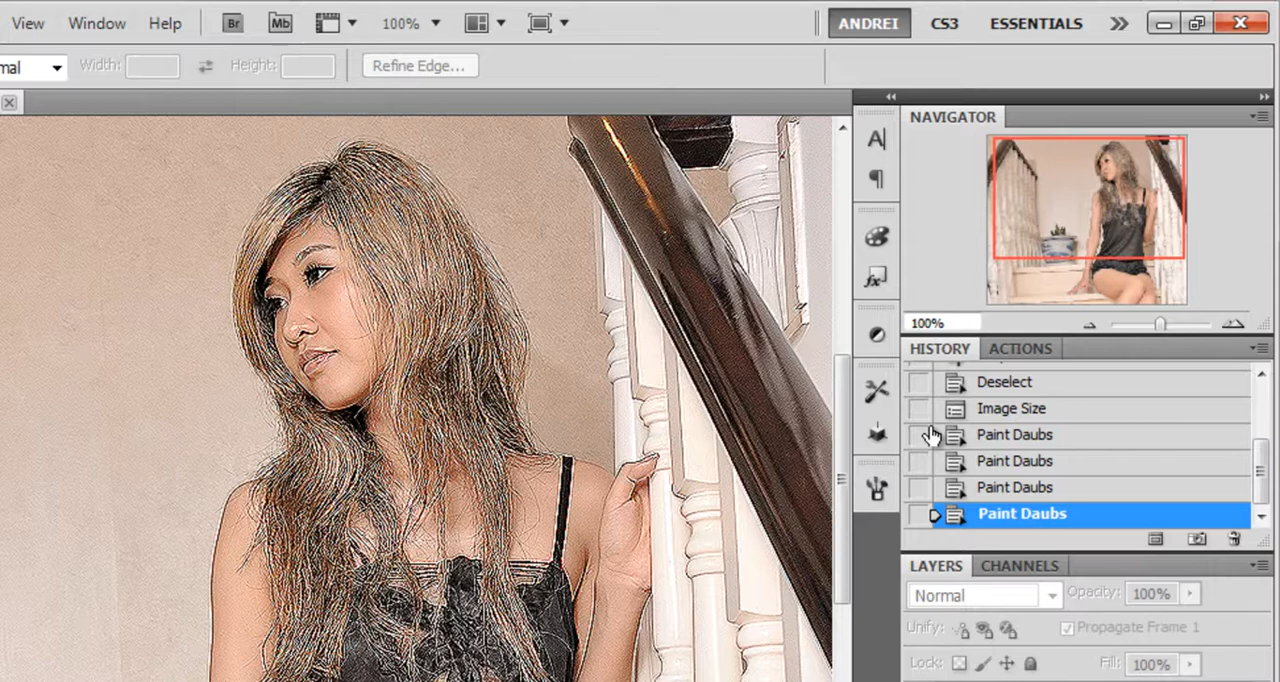 View Window Help Br Mb 100% ANDREI CS3 ESSENTIALS
mal Width: Height: Refine Edge...
NAVIGATOR
100%
HISTORY ACTIONS
Deselect
Image Size
Paint Daubs
Paint Daubs
Paint Daubs
Paint Daubs
LAYERS CHANNELS
Normal Opacity: 100%
Unify: Propagate Frame 1
Lock: Fill: 100%